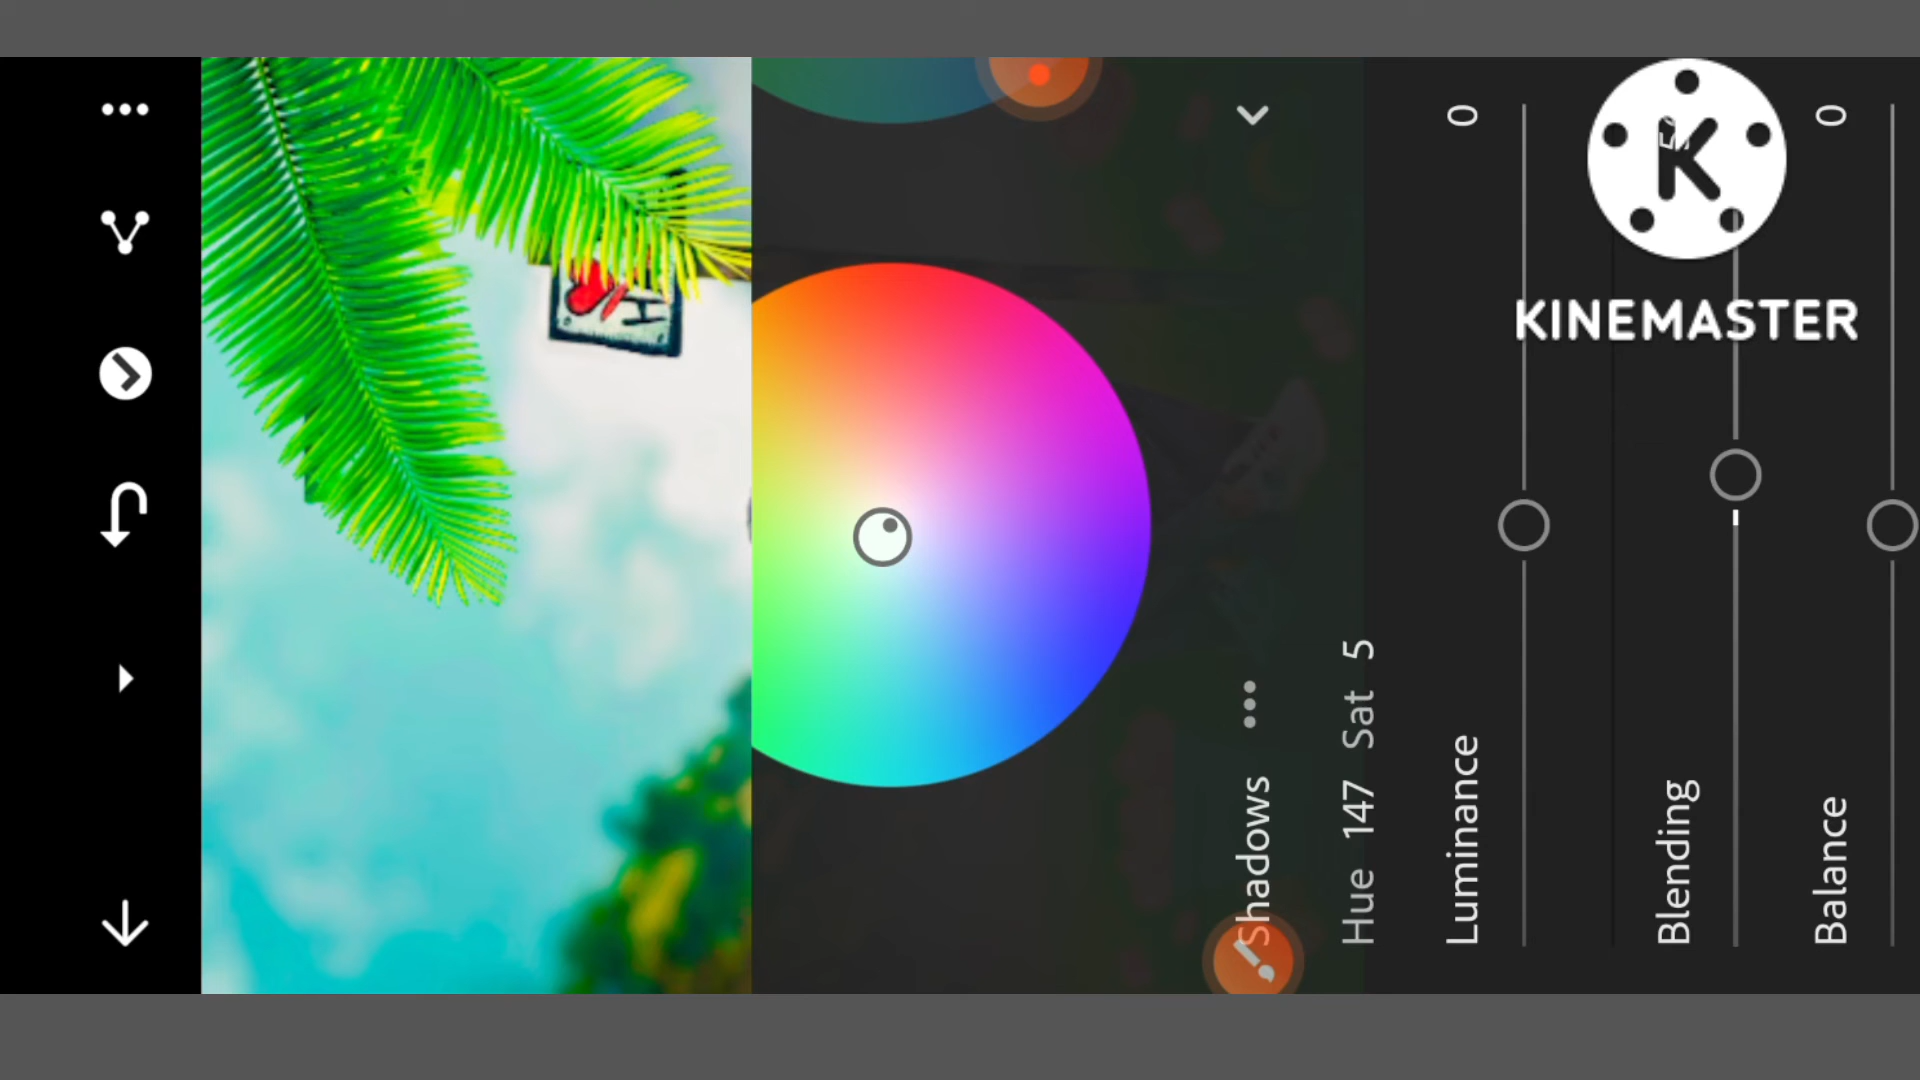 KINEMASTER
Shadows
Hue 147 Sat 5
Luminance 0
Blending
Balance 0